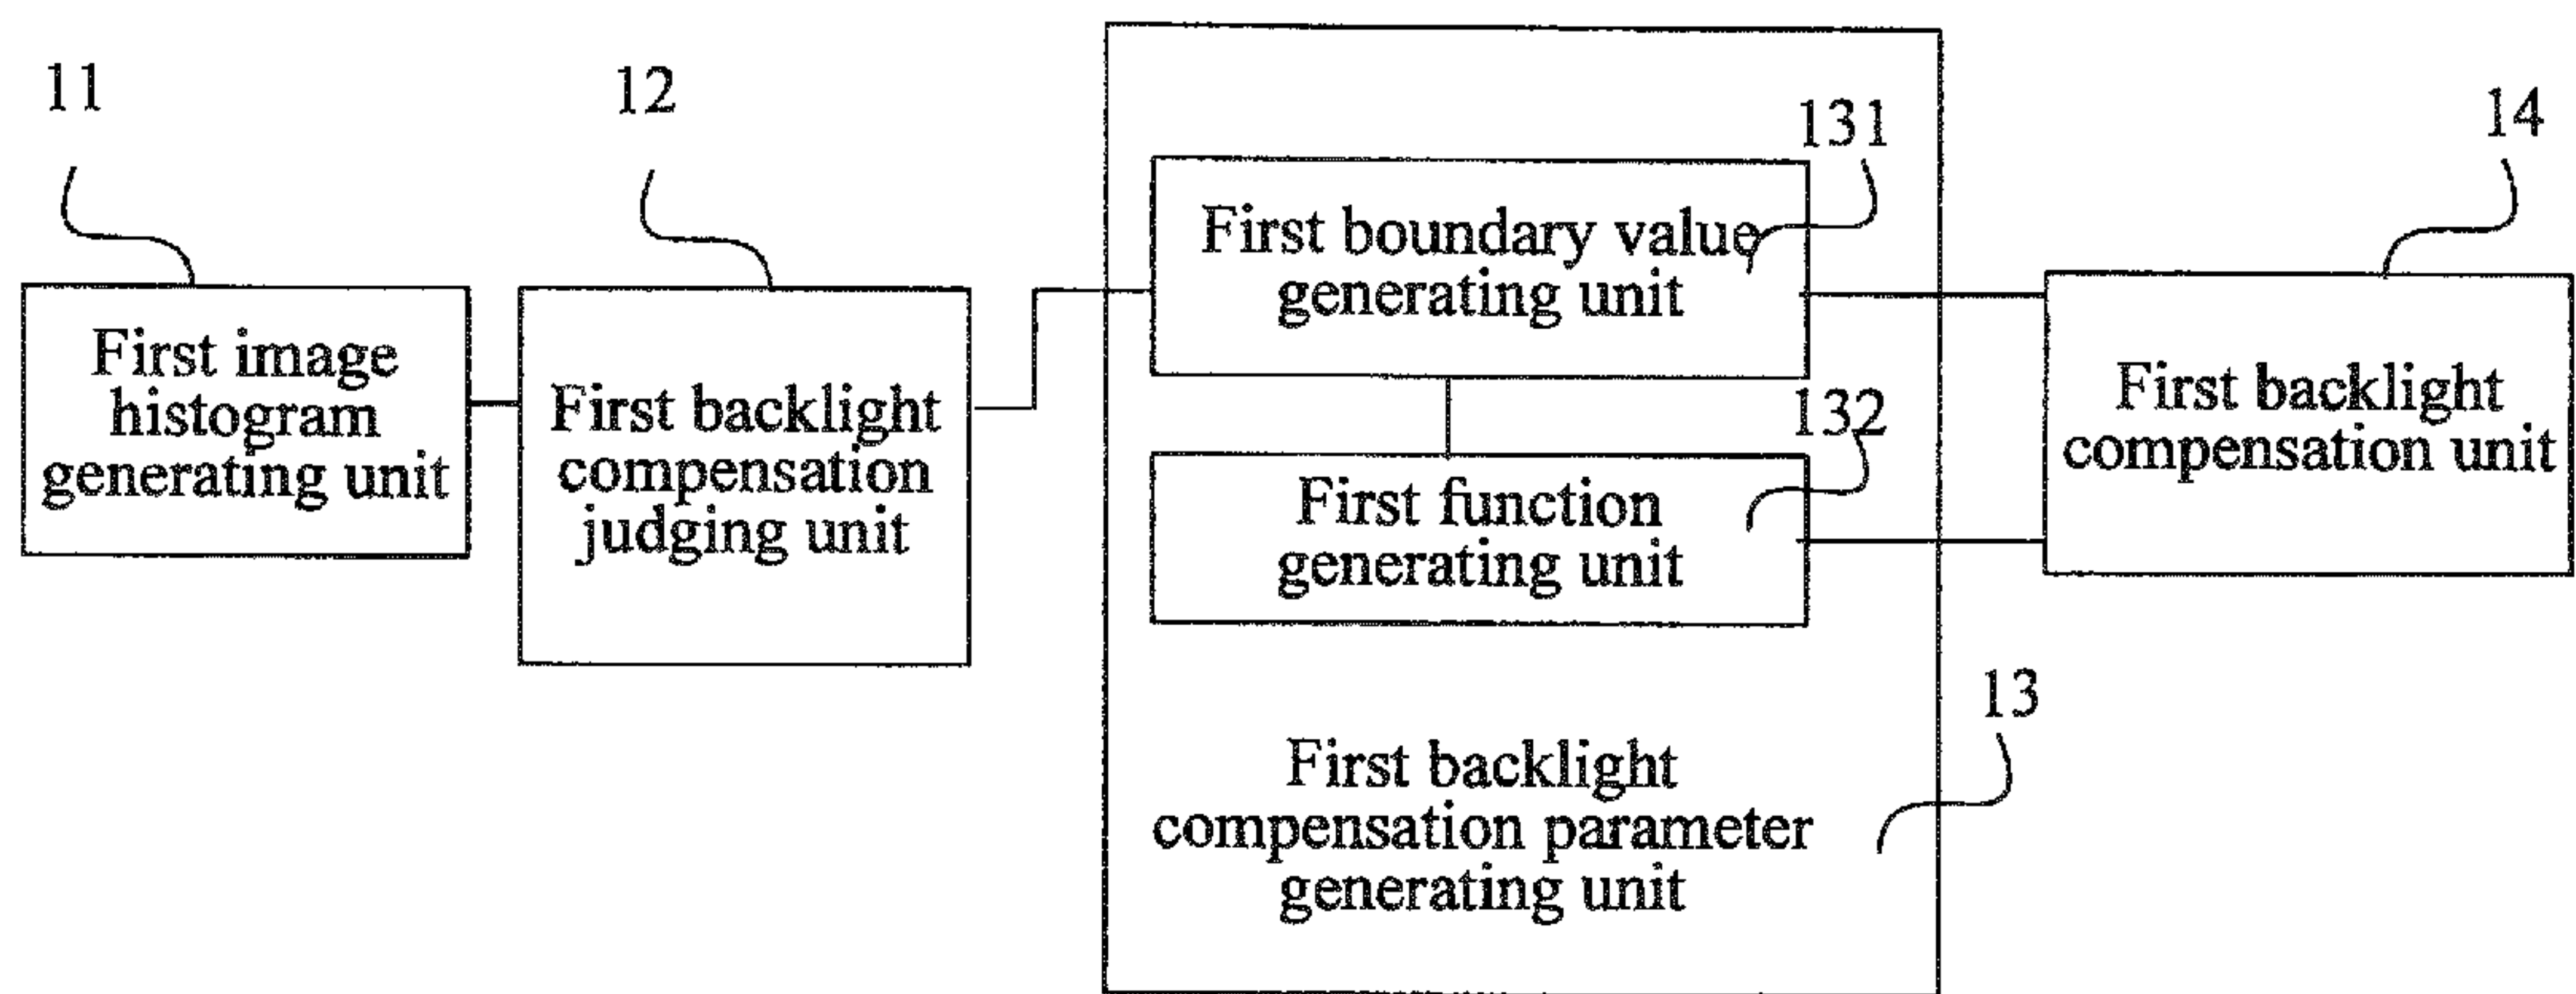 11
12
131
14
First boundary value
generating unit
First image
histogram
generating unit
First backlight
compensation
judging unit
132
First function
generating unit
First backlight
compensation unit
13
First backlight
compensation parameter
generating unit